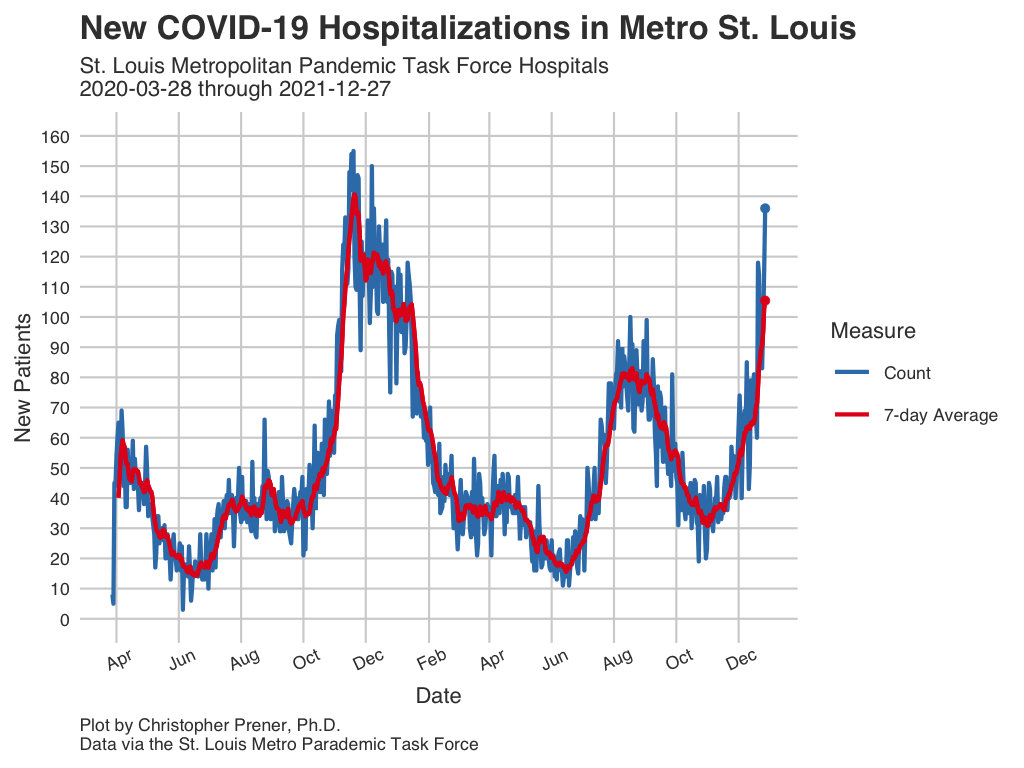 New COVID-19 Hospitalizations in Metro St. Louis
St. Louis Metropolitan Pandemic Task Force Hospitals
2020-03-28 through 2021-12-27
160
150
140
130
120
110
100
90
80
70
60
50
40
30
20
10
0
New Patients
Apr Jun Aug Oct Dec Feb Apr Jun Aug Oct Dec
Date
Measure
Count
7-day Average
Plot by Christopher Prener, Ph.D.
Data via the St. Louis Metro Parademic Task Force